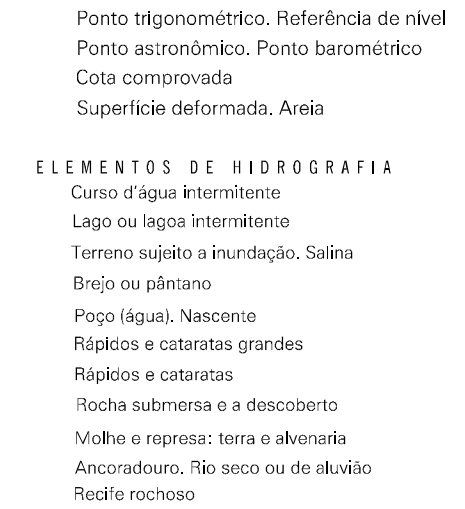 Ponto trigonométrico. Referência de nível
Ponto astronômico. Ponto barométrico
Cota comprovada
Superfície deformada. Areia
ELEMENTOS DE HIDROGRAFIA
Curso d'água intermitente
Lago ou lagoa intermitente
Terreno sujeito a inundação. Salina
Brejo ou pântano
Poço (água). Nascente
Rápidos e cataratas grandes
Rápidos e cataratas
Rocha submersa e a descoberto
Molhe e represa: terra e alvenaria
Ancoradouro. Rio seco ou de aluvião
Recife rochoso